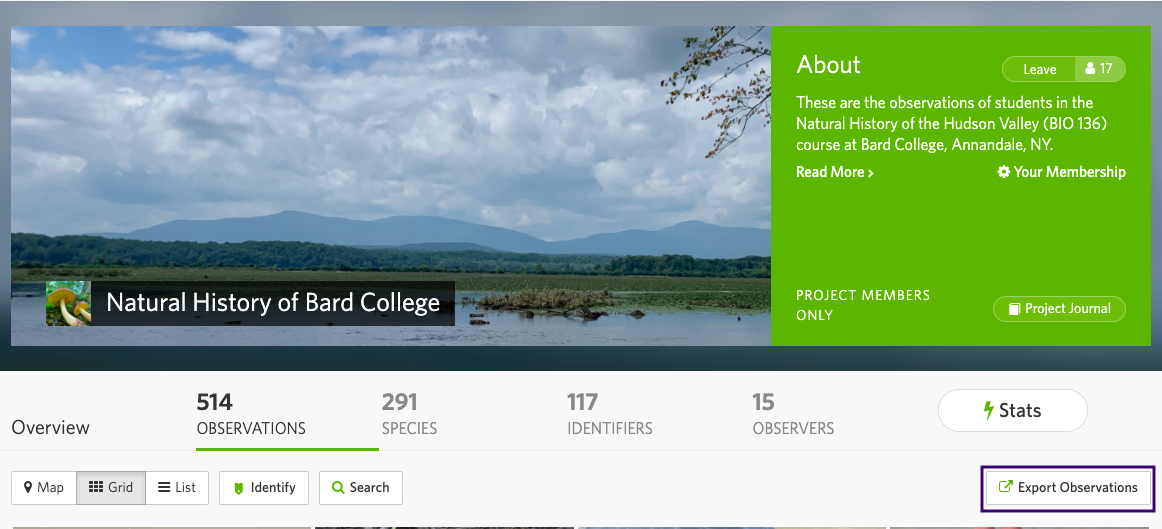 About
Leave
17
These are the observations of students in the
Natural History of the Hudson Valley (BIO 136)
course at Bard College, Annandale, NY.
Read More ›
Your Membership
Natural History of Bard College
PROJECT MEMBERS
ONLY
Project Journal
Overview
514
OBSERVATIONS
291
SPECIES
117
IDENTIFIERS
15
OBSERVERS
Stats
Map
Grid
List
Identify
Search
Export Observations